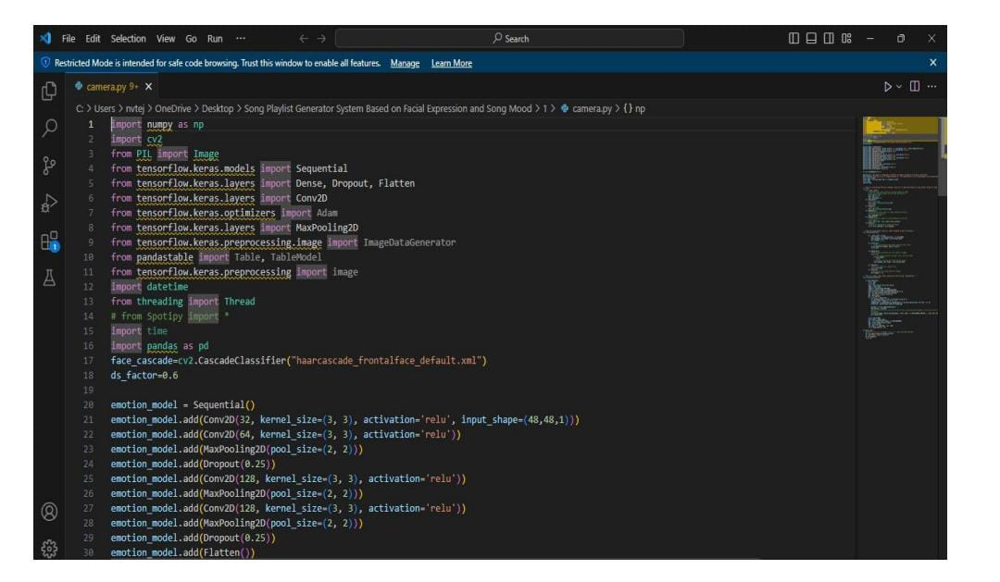 File Edit Selection View Go Run ··· Search
Restricted Mode is intended for safe code browsing. Trust this window to enable all features. Manage Learn More
camera.py 9+
C: > Users > nvtej > OneDrive > Desktop > Song Playlist Generator System Based on Facial Expression and Song Mood > 1 > camera.py > {} np
1 import numpy as np
2 import cv2
3 from PIL import Image
4 from tensorflow.keras.models import Sequential
5 from tensorflow.keras.layers import Dense, Dropout, Flatten
6 from tensorflow.keras.layers import Conv2D
7 from tensorflow.keras.optimizers import Adam
8 from tensorflow.keras.layers import MaxPooling2D
9 from tensorflow.keras.preprocessing.image import ImageDataGenerator
10 from pandastable import Table, TableModel
11 from tensorflow.keras.preprocessing import image
12 import datetime
13 from threading import Thread
14 # from Spotipy import *
15 import time
16 import pandas as pd
17 face_cascade=cv2.CascadeClassifier("haarcascade_frontalface_default.xml")
18 ds_factor=0.6
19
20 emotion_model = Sequential()
21 emotion_model.add(Conv2D(32, kernel_size=(3, 3), activation='relu', input_shape=(48,48,1)))
22 emotion_model.add(Conv2D(64, kernel_size=(3, 3), activation='relu'))
23 emotion_model.add(MaxPooling2D(pool_size=(2, 2)))
24 emotion_model.add(Dropout(0.25))
25 emotion_model.add(Conv2D(128, kernel_size=(3, 3), activation='relu'))
26 emotion_model.add(MaxPooling2D(pool_size=(2, 2)))
27 emotion_model.add(Conv2D(128, kernel_size=(3, 3), activation='relu'))
28 emotion_model.add(MaxPooling2D(pool_size=(2, 2)))
29 emotion_model.add(Dropout(0.25))
30 emotion_model.add(Flatten())
1